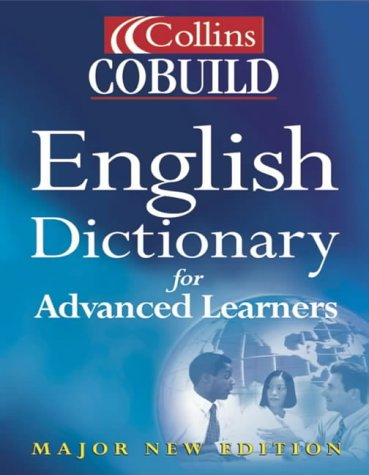 Collins
COBUILD
English
Dictionary
for
Advanced Learners
MAJOR NEW EDITION